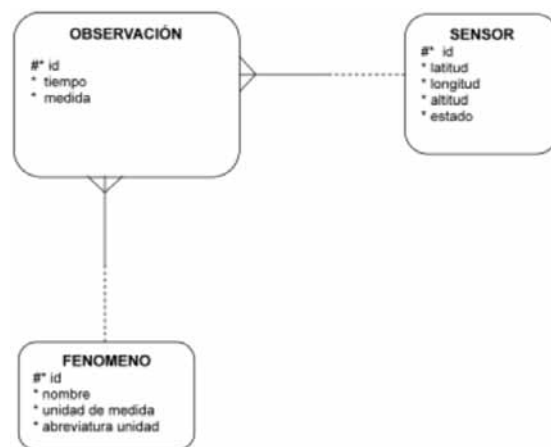 OBSERVACIÓN
#* id
* tiempo
* medida
SENSOR
#* id
* latitud
* longitud
* altitud
* estado
FENOMENO
#* id
* nombre
* unidad de medida
* abreviatura unidad